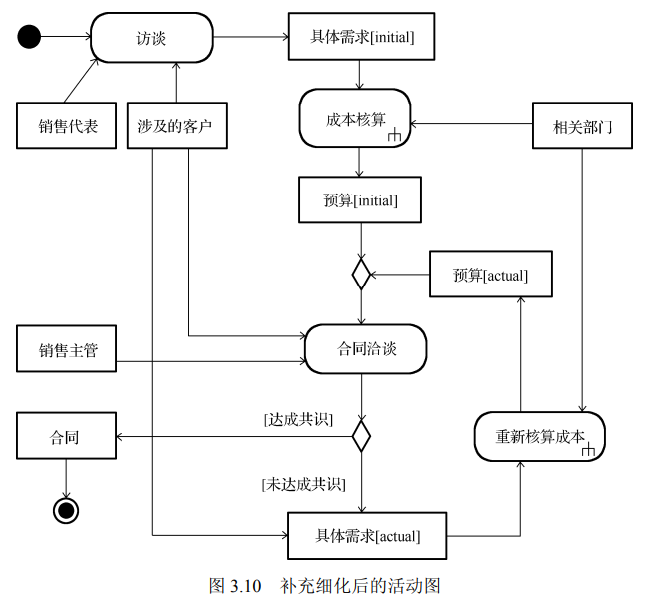 访谈
具体需求[initial]
销售代表
涉及的客户
成本核算
相关部门
预算[initial]
预算[actual]
销售主管
合同洽谈
[达成共识]
合同
重新核算成本
[未达成共识]
具体需求[actual]
图 3.10 补充细化后的活动图